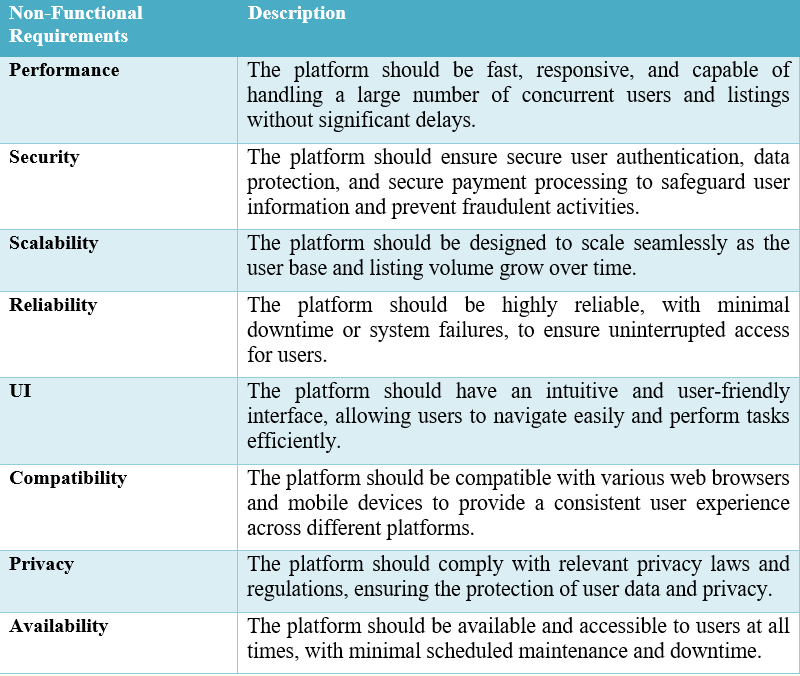 Non-Functional Requirements
Description
Performance
The platform should be fast, responsive, and capable of
handling a large number of concurrent users and listings
without significant delays.
Security
The platform should ensure secure user authentication, data
protection, and secure payment processing to safeguard user
information and prevent fraudulent activities.
Scalability
The platform should be designed to scale seamlessly as the
user base and listing volume grow over time.
Reliability
The platform should be highly reliable, with minimal
downtime or system failures, to ensure uninterrupted access
for users.
UI
The platform should have an intuitive and user-friendly
interface, allowing users to navigate easily and perform tasks
efficiently.
Compatibility
The platform should be compatible with various web browsers
and mobile devices to provide a consistent user experience
across different platforms.
Privacy
The platform should comply with relevant privacy laws and
regulations, ensuring the protection of user data and privacy.
Availability
The platform should be available and accessible to users at all
times, with minimal scheduled maintenance and downtime.